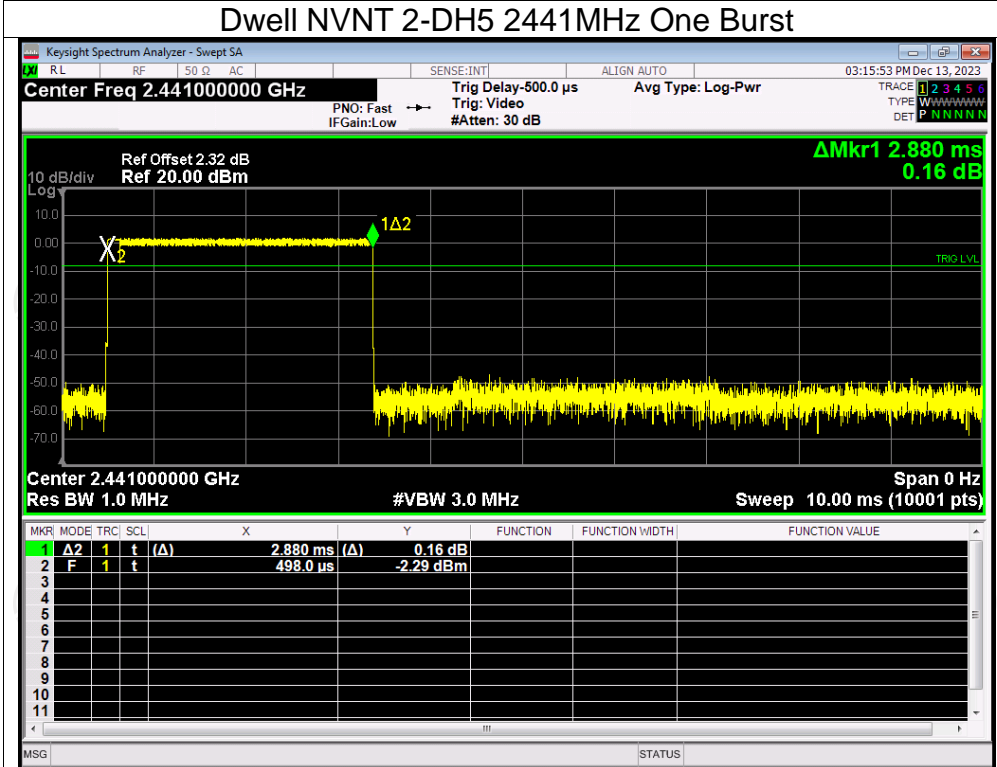 Dwell NVNT 2-DH5 2441MHz One Burst
Keysight Spectrum Analyzer - Swept SA
LXI RL RF 50 Ω AC SENSE:INT ALIGN AUTO 03:15:53 PM Dec 13, 2023
Center Freq 2.441000000 GHz Trig Delay-500.0 µs Avg Type: Log-Pwr TRACE 1 2 3 4 5 6
PNO: Fast Trig: Video TYPE WWWWWW
IFGain:Low #Atten: 30 dB DET P N N N N N
ΔMkr1 2.880 ms
0.16 dB
Ref Offset 2.32 dB
10 dB/div Ref 20.00 dBm
Log
10.0
1Δ2
0.00
X2
TRIG LVL
-10.0
-20.0
-30.0
-40.0
-50.0
-60.0
-70.0
Center 2.441000000 GHz Span 0 Hz
Res BW 1.0 MHz #VBW 3.0 MHz Sweep 10.00 ms (10001 pts)
MKR MODE TRC SCL X Y FUNCTION FUNCTION WIDTH FUNCTION VALUE
1 Δ2 1 t (Δ) 2.880 ms (Δ) 0.16 dB
2 F 1 t 498.0 µs -2.29 dBm
3
4
5
6
7
8
9
10
11
MSG STATUS